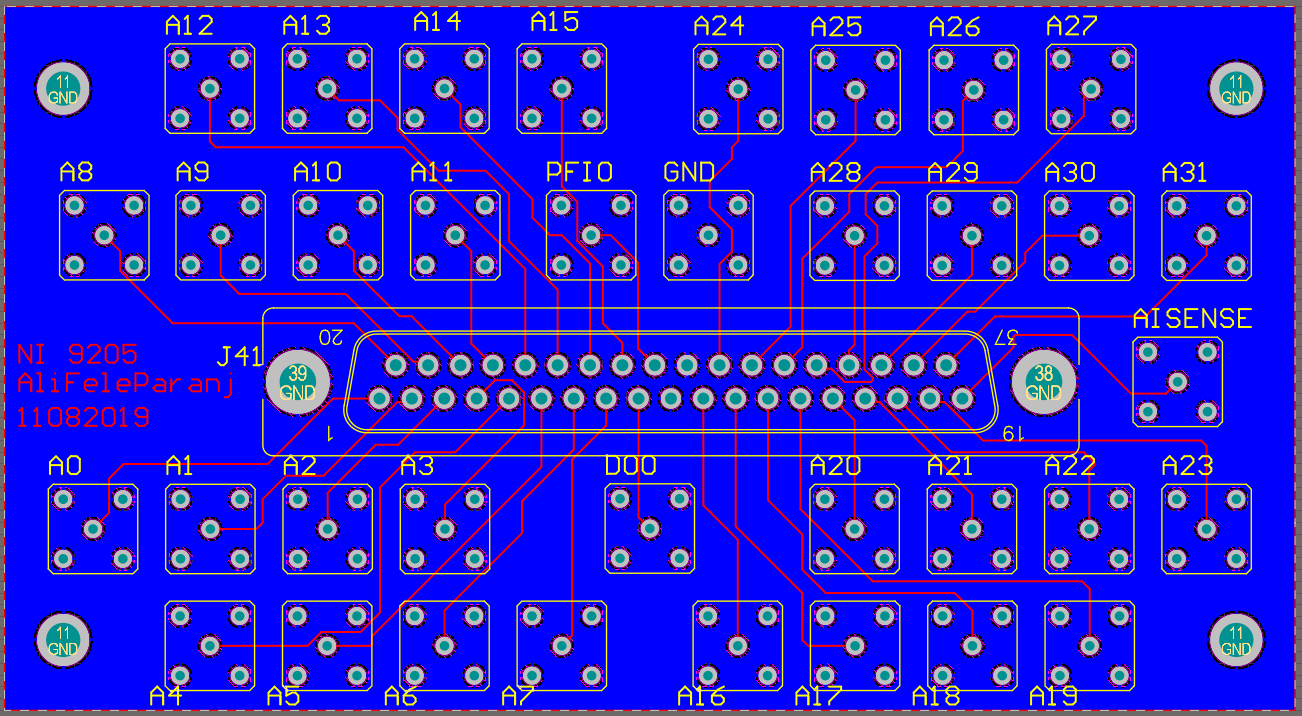 A12 A13 A14 A15 A24 A25 A26 A27
11 11
GND GND
A8 A9 A10 A11 PFI0 GND A28 A29 A30 A31
AISENSE
20 37
NI 9205 J41
AliFeleParanj
11082019
39 38
GND GND
1 19
A0 A1 A2 A3 DO0 A20 A21 A22 A23
11 11
GND GND
A4 A5 A6 A7 A16 A17 A18 A19